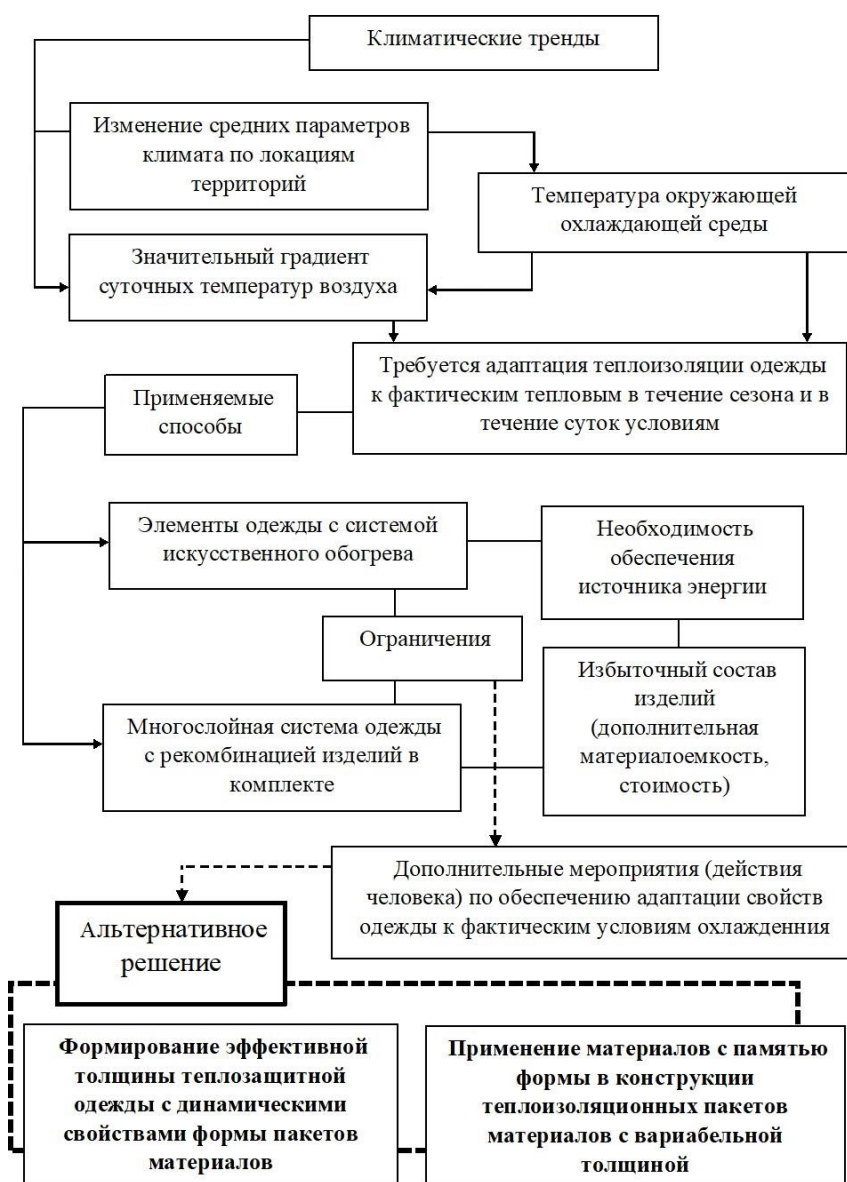 Климатические тренды
Изменение средних параметров
климата по локациям
территорий
Температура окружающей
охлаждающей среды
Значительный градиент
суточных температур воздуха
Требуется адаптация теплоизоляции одежды
к фактическим тепловым в течение сезона и в
течение суток условиям
Применяемые
способы
Элементы одежды с системой
искусственного обогрева
Необходимость
обеспечения
источника энергии
Ограничения
Избыточный состав
изделий
(дополнительная
материалоемкость,
стоимость)
Многослойная система одежды
с рекомбинацией изделий в
комплекте
Дополнительные мероприятия (действия
человека) по обеспечению адаптации свойств
одежды к фактическим условиям охлажденния
Альтернативное
решение
Формирование эффективной
толщины теплозащитной
одежды с динамическими
свойствами формы пакетов
материалов
Применение материалов с памятью
формы в конструкции
теплоизоляционных пакетов
материалов с вариабельной
толщиной